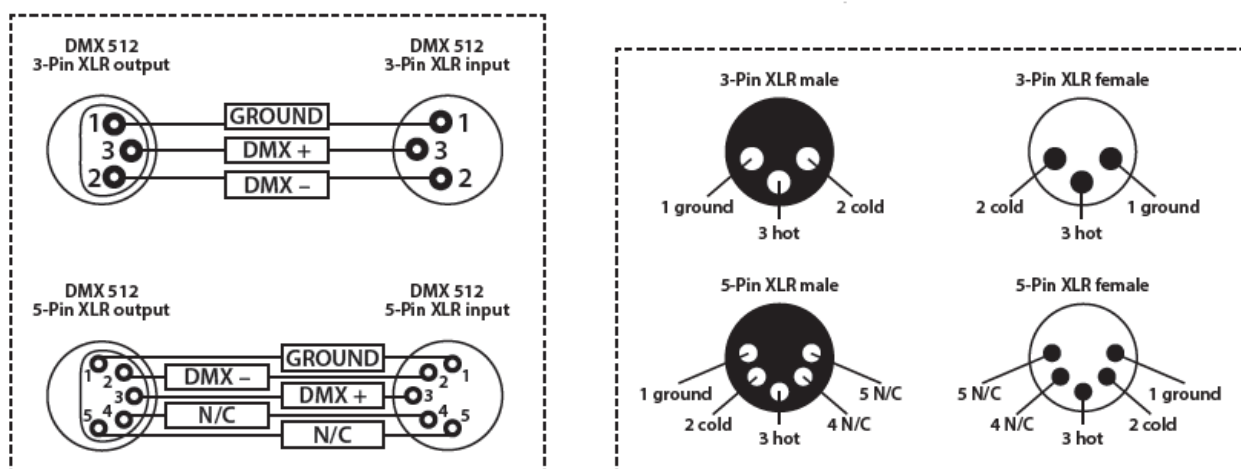 DMX 512
3-Pin XLR output
DMX 512
3-Pin XLR input
1 GROUND 1
3 DMX + 3
2 DMX – 2
DMX 512
5-Pin XLR output
DMX 512
5-Pin XLR input
GROUND
1 2 DMX – 2 1
3 DMX + 3
5 4 N/C 4 5
N/C
3-Pin XLR male
1 ground
2 cold
3 hot
3-Pin XLR female
2 cold
1 ground
3 hot
5-Pin XLR male
1 ground
5 N/C
2 cold
4 N/C
3 hot
5-Pin XLR female
5 N/C
1 ground
4 N/C
2 cold
3 hot